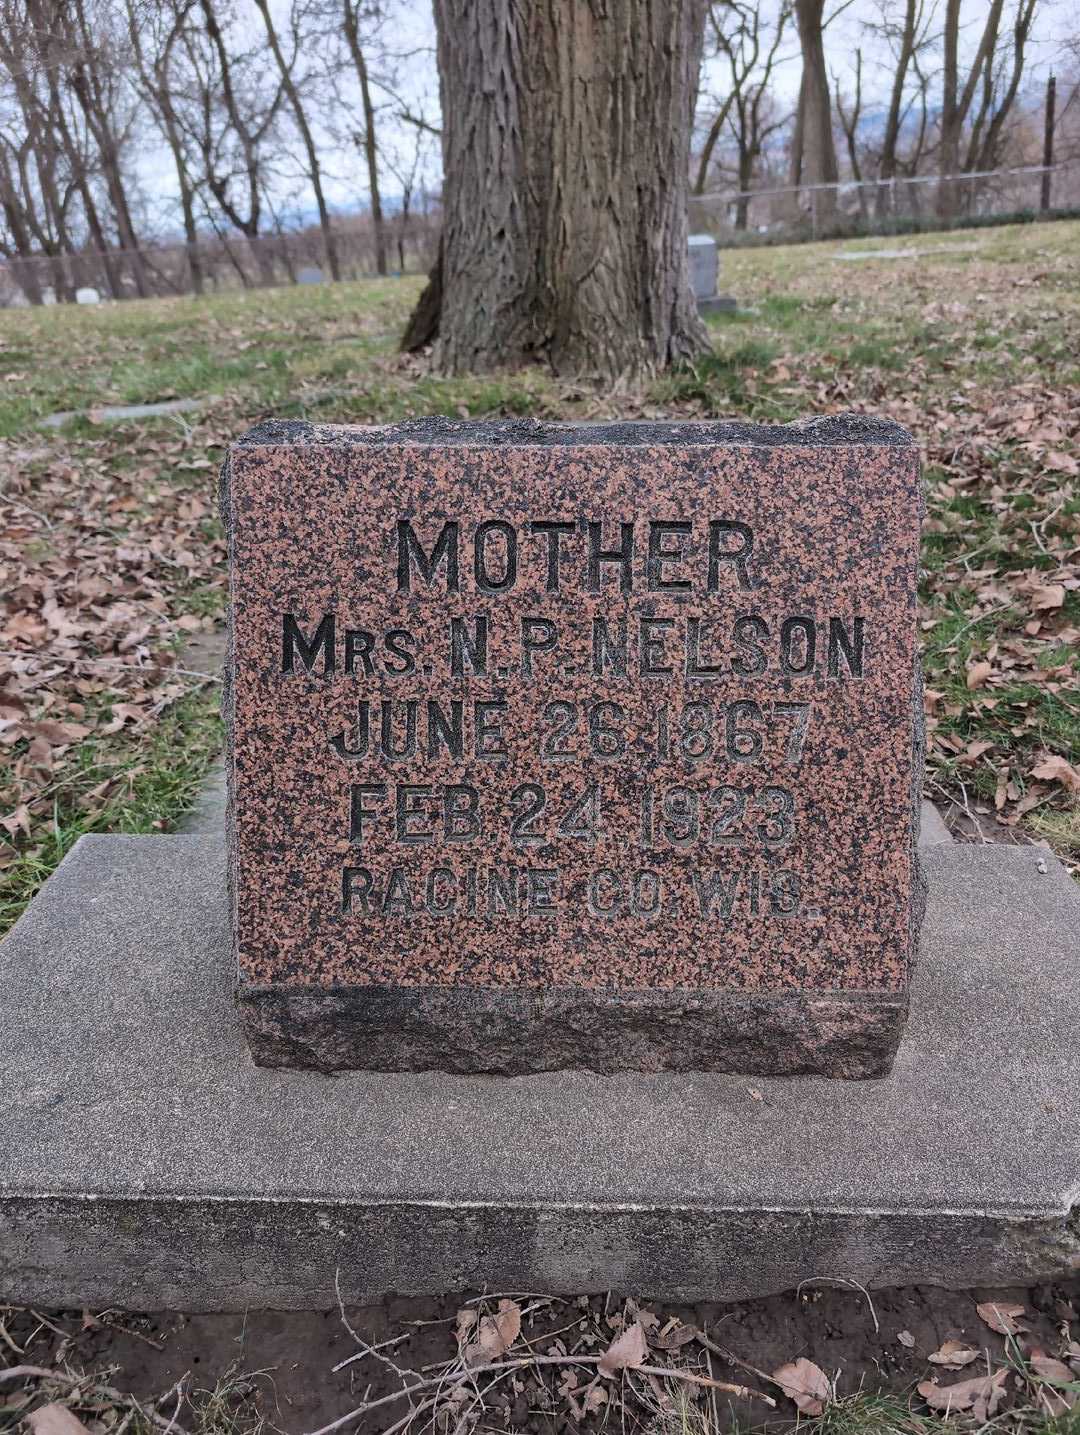 MOTHER
MRS. N. P. NELSON
JUNE 26 1867
FEB. 24 1923
RACINE CO. WIS.